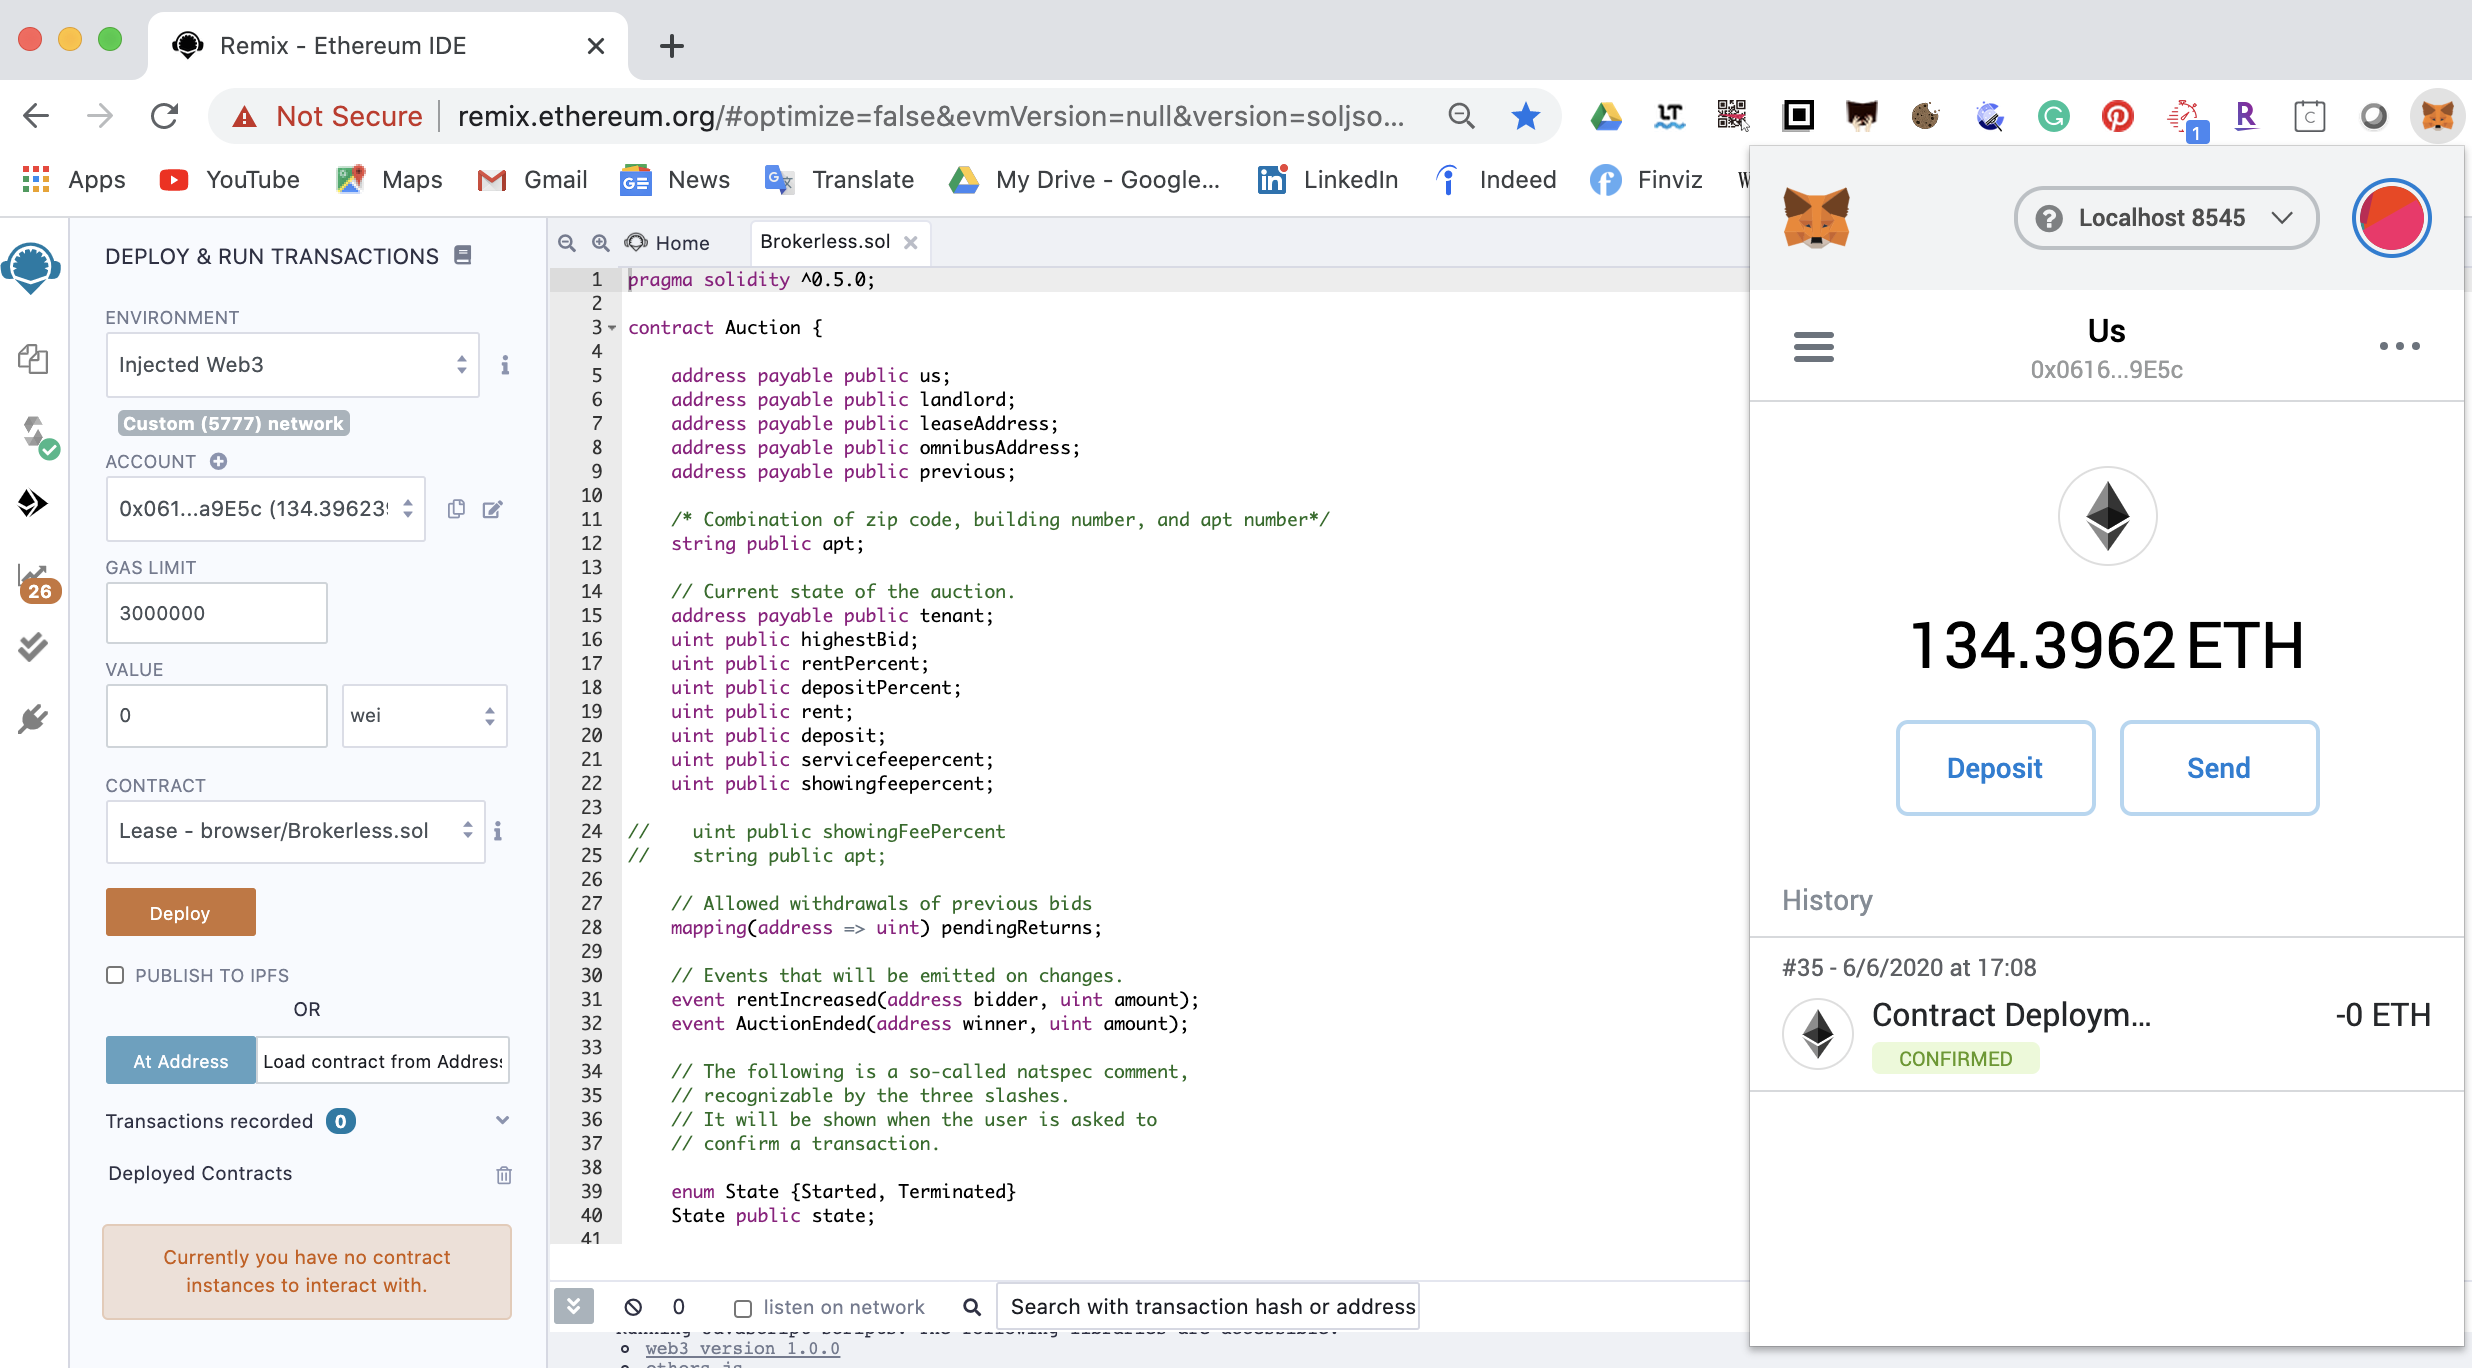 Remix - Ethereum IDE
Not Secure
remix.ethereum.org/#optimize=false&evmVersion=null&version=soljso...
1
Apps
YouTube
Maps
Gmail
News
Translate
My Drive - Google...
LinkedIn
Indeed
Finviz
DEPLOY & RUN TRANSACTIONS
ENVIRONMENT
Injected Web3
Custom (5777) network
ACCOUNT
0x061...a9E5c (134.39623
GAS LIMIT
3000000
VALUE
0
wei
CONTRACT
Lease - browser/Brokerless.sol
Deploy
PUBLISH TO IPFS
OR
At Address
Load contract from Address
Transactions recorded 0
Deployed Contracts
Currently you have no contract
instances to interact with.
26
Home
Brokerless.sol
1 pragma solidity ^0.5.0;
2
3 contract Auction {
4
5 address payable public us;
6 address payable public landlord;
7 address payable public leaseAddress;
8 address payable public omnibusAddress;
9 address payable public previous;
10
11 /* Combination of zip code, building number, and apt number*/
12 string public apt;
13
14 // Current state of the auction.
15 address payable public tenant;
16 uint public highestBid;
17 uint public rentPercent;
18 uint public depositPercent;
19 uint public rent;
20 uint public deposit;
21 uint public servicefeepercent;
22 uint public showingfeepercent;
23
24 // uint public showingFeePercent
25 // string public apt;
26
27 // Allowed withdrawals of previous bids
28 mapping(address => uint) pendingReturns;
29
30 // Events that will be emitted on changes.
31 event rentIncreased(address bidder, uint amount);
32 event AuctionEnded(address winner, uint amount);
33
34 // The following is a so-called natspec comment,
35 // recognizable by the three slashes.
36 // It will be shown when the user is asked to
37 // confirm a transaction.
38
39 enum State {Started, Terminated}
40 State public state;
41
0
listen on network
Search with transaction hash or address
web3 version 1.0.0
Localhost 8545
Us
0x0616...9E5c
134.3962 ETH
Deposit
Send
History
#35 - 6/6/2020 at 17:08
Contract Deploym...
-0 ETH
CONFIRMED